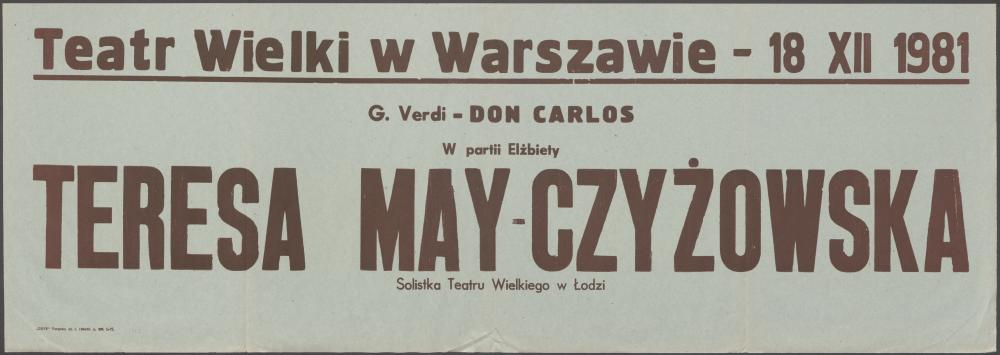 Teatr Wielki w Warszawie - 18 XII 1981
G. Verdi - DON CARLOS
W partii Elżbiety
TERESA MAY-CZYŻOWSKA
Solistka Teatru Wielkiego w Łodzi